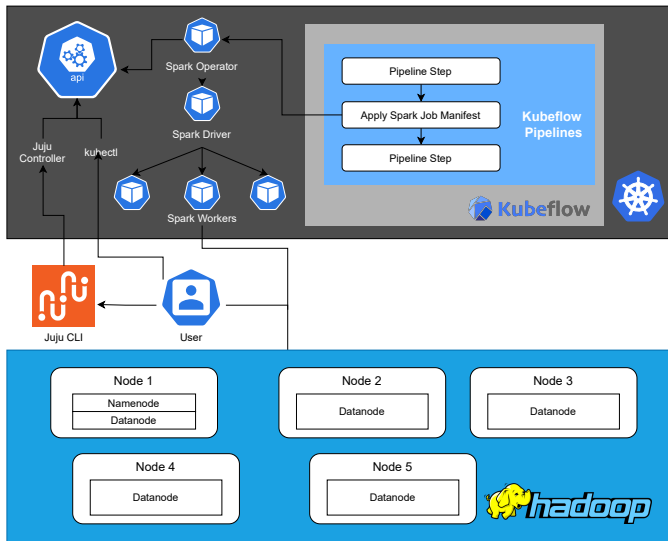 api
Spark Operator
Spark Driver
Spark Workers
Juju
Controller
kubectl
Pipeline Step
Apply Spark Job Manifest
Pipeline Step
Kubeflow
Pipelines
Kubeflow
Juju CLI
User
Node 1
Namenode
Datanode
Node 2
Datanode
Node 3
Datanode
Node 4
Datanode
Node 5
Datanode
hadoop